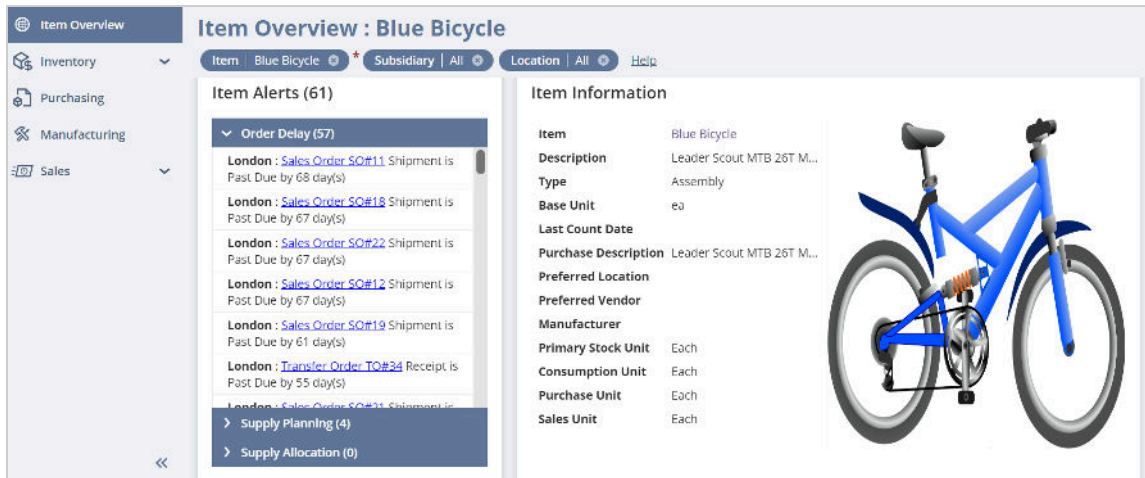 Item Overview
Inventory
Purchasing
Manufacturing
Sales
Item Overview : Blue Bicycle
Item | Blue Bicycle * Subsidiary | All Location | All Help
Item Alerts (61)
Order Delay (57)
London : Sales Order SO#11 Shipment is
Past Due by 68 day(s)
London : Sales Order SO#18 Shipment is
Past Due by 67 day(s)
London : Sales Order SO#22 Shipment is
Past Due by 67 day(s)
London : Sales Order SO#12 Shipment is
Past Due by 67 day(s)
London : Sales Order SO#19 Shipment is
Past Due by 61 day(s)
London : Transfer Order TO#34 Receipt is
Past Due by 55 day(s)
London : Sales Order SO#21 Shipment is
Supply Planning (4)
Supply Allocation (0)
Item Information
Item Blue Bicycle
Description Leader Scout MTB 26T M...
Type Assembly
Base Unit ea
Last Count Date
Purchase Description Leader Scout MTB 26T M...
Preferred Location
Preferred Vendor
Manufacturer
Primary Stock Unit Each
Consumption Unit Each
Purchase Unit Each
Sales Unit Each